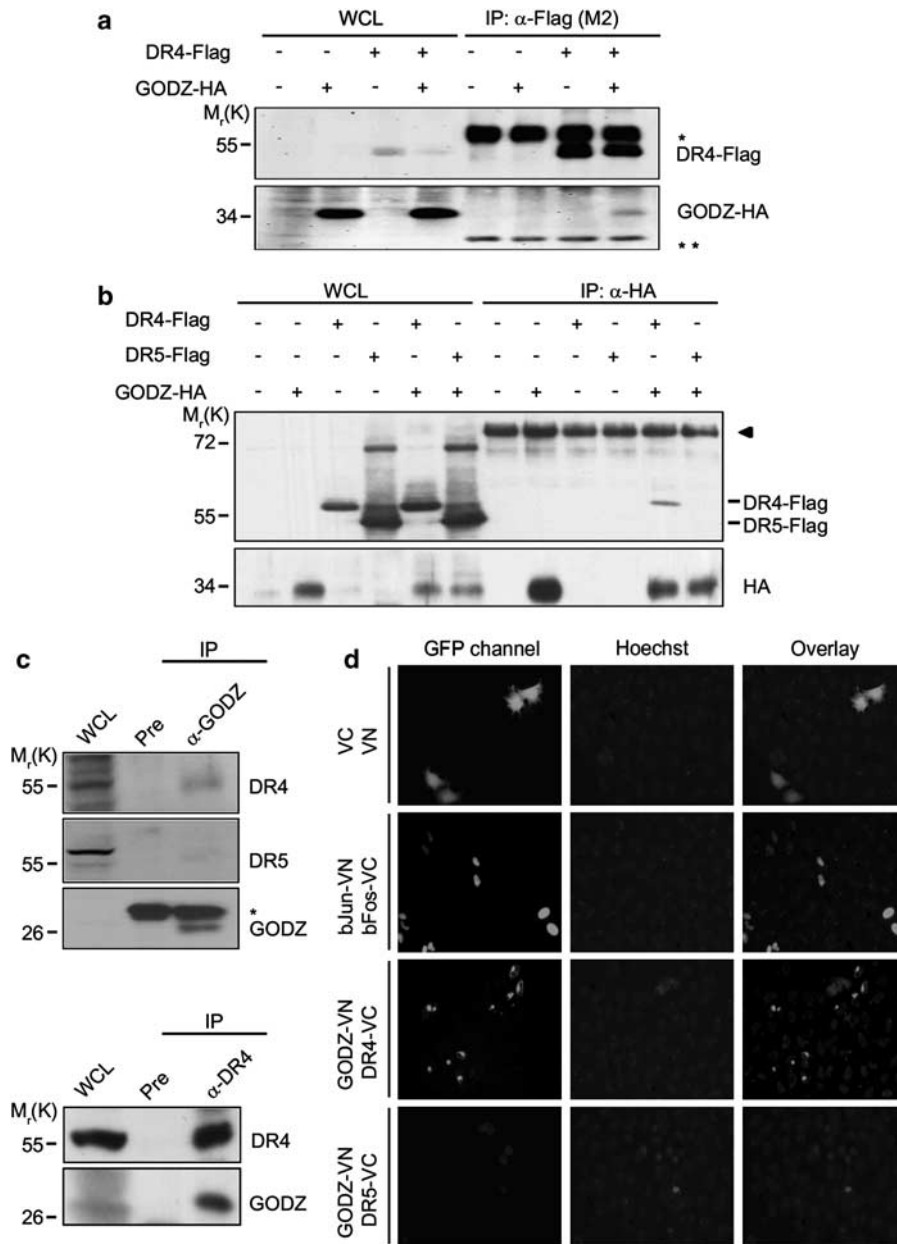 a
WCL IP: α-Flag (M2)
DR4-Flag - - + + - - + +
GODZ-HA - + - + - + - +
Mr(K)
55
*
DR4-Flag
34
GODZ-HA
**
b
WCL IP: α-HA
DR4-Flag - - + - + - - - + - + -
DR5-Flag - - - + - + - - - + - +
GODZ-HA - + - - + + - + - - + +
Mr(K)
72
DR4-Flag
55
DR5-Flag
34
HA
c
IP
WCL Pre α-GODZ
Mr(K)
55
DR4
55
DR5
*
26
GODZ
IP
WCL Pre α-DR4
Mr(K)
55
DR4
GODZ
26
d
GFP channel Hoechst Overlay
VC
VN
bJun-VN
bFos-VC
GODZ-VN
DR4-VC
GODZ-VN
DR5-VC